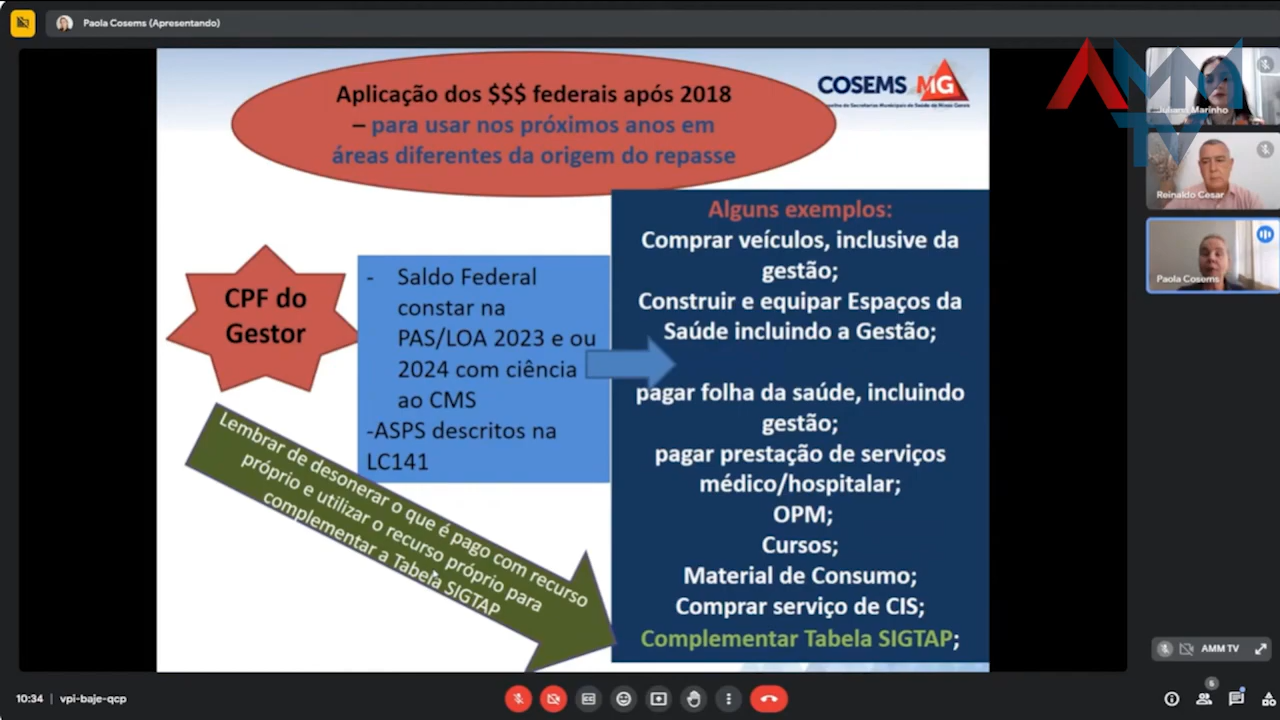 Paola Cosems (Apresentando)
Aplicação dos $$$ federais após 2018
– para usar nos próximos anos em
áreas diferentes da origem do repasse
COSEMS MG
AMM
TV
Juliana Marinho
Reinaldo Cesar
Paola Cosems
CPF do
Gestor
- Saldo Federal
constar na
PAS/LOA 2023 e ou
2024 com ciência
ao CMS
-ASPS descritos na
LC141
Lembrar de desonerar o que é pago com recurso
próprio e utilizar o recurso próprio para
complementar a Tabela SIGTAP
Alguns exemplos:
Comprar veículos, inclusive da
gestão;
Construir e equipar Espaços da
Saúde incluindo a Gestão;
pagar folha da saúde, incluindo
gestão;
pagar prestação de serviços
médico/hospitalar;
OPM;
Cursos;
Material de Consumo;
Comprar serviço de CIS;
Complementar Tabela SIGTAP;
AMM TV
10:34 | vpi-baje-qcp